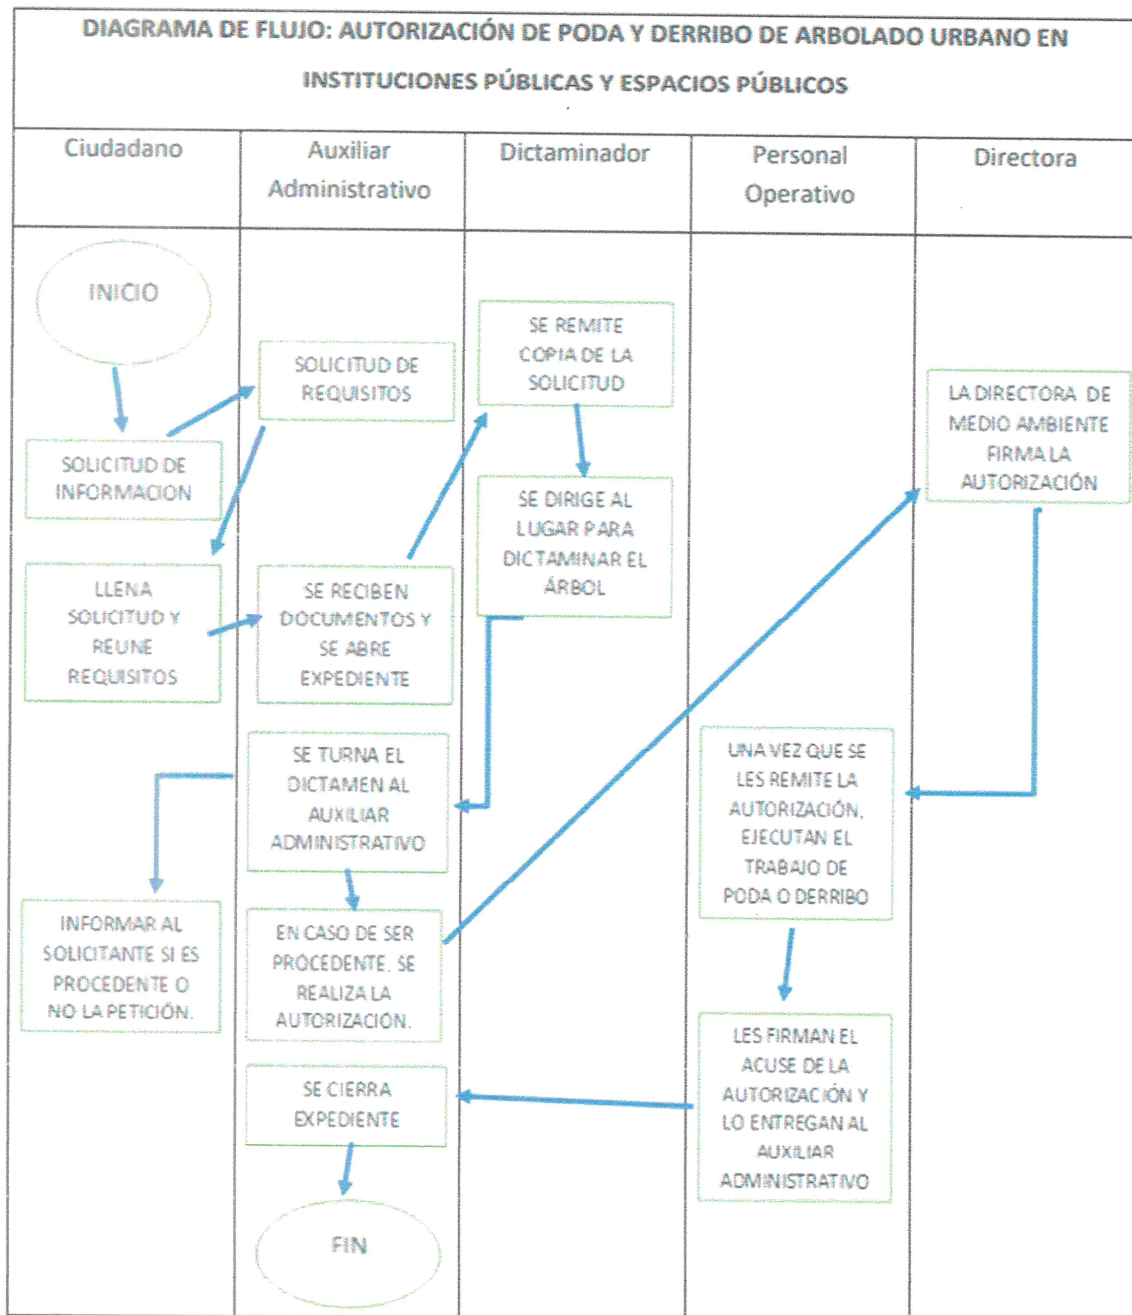 DIAGRAMA DE FLUJO: AUTORIZACIÓN DE PODA Y DERRIBO DE ARBOLADO URBANO EN
INSTITUCIONES PÚBLICAS Y ESPACIOS PÚBLICOS
Ciudadano
Auxiliar
Administrativo
Dictaminador
Personal
Operativo
Directora
INICIO
SOLICITUD DE
INFORMACION
SOLICITUD DE
REQUISITOS
LLENA
SOLICITUD Y
REUNE
REQUISITOS
SE RECIBEN
DOCUMENTOS Y
SE ABRE
EXPEDIENTE
SE REMITE
COPIA DE LA
SOLICITUD
SE DIRIGE AL
LUGAR PARA
DICTAMINAR EL
ÁRBOL
SE TURNA EL
DICTAMEN AL
AUXILIAR
ADMINISTRATIVO
INFORMAR AL
SOLICITANTE SI ES
PROCEDENTE O
NO LA PETICIÓN.
EN CASO DE SER
PROCEDENTE, SE
REALIZA LA
AUTORIZACIÓN.
LA DIRECTORA DE
MEDIO AMBIENTE
FIRMA LA
AUTORIZACIÓN
UNA VEZ QUE SE
LES REMITE LA
AUTORIZACIÓN,
EJECUTAN EL
TRABAJO DE
PODA O DERRIBO
LES FIRMAN EL
ACUSE DE LA
AUTORIZACIÓN Y
LO ENTREGAN AL
AUXILIAR
ADMINISTRATIVO
SE CIERRA
EXPEDIENTE
FIN